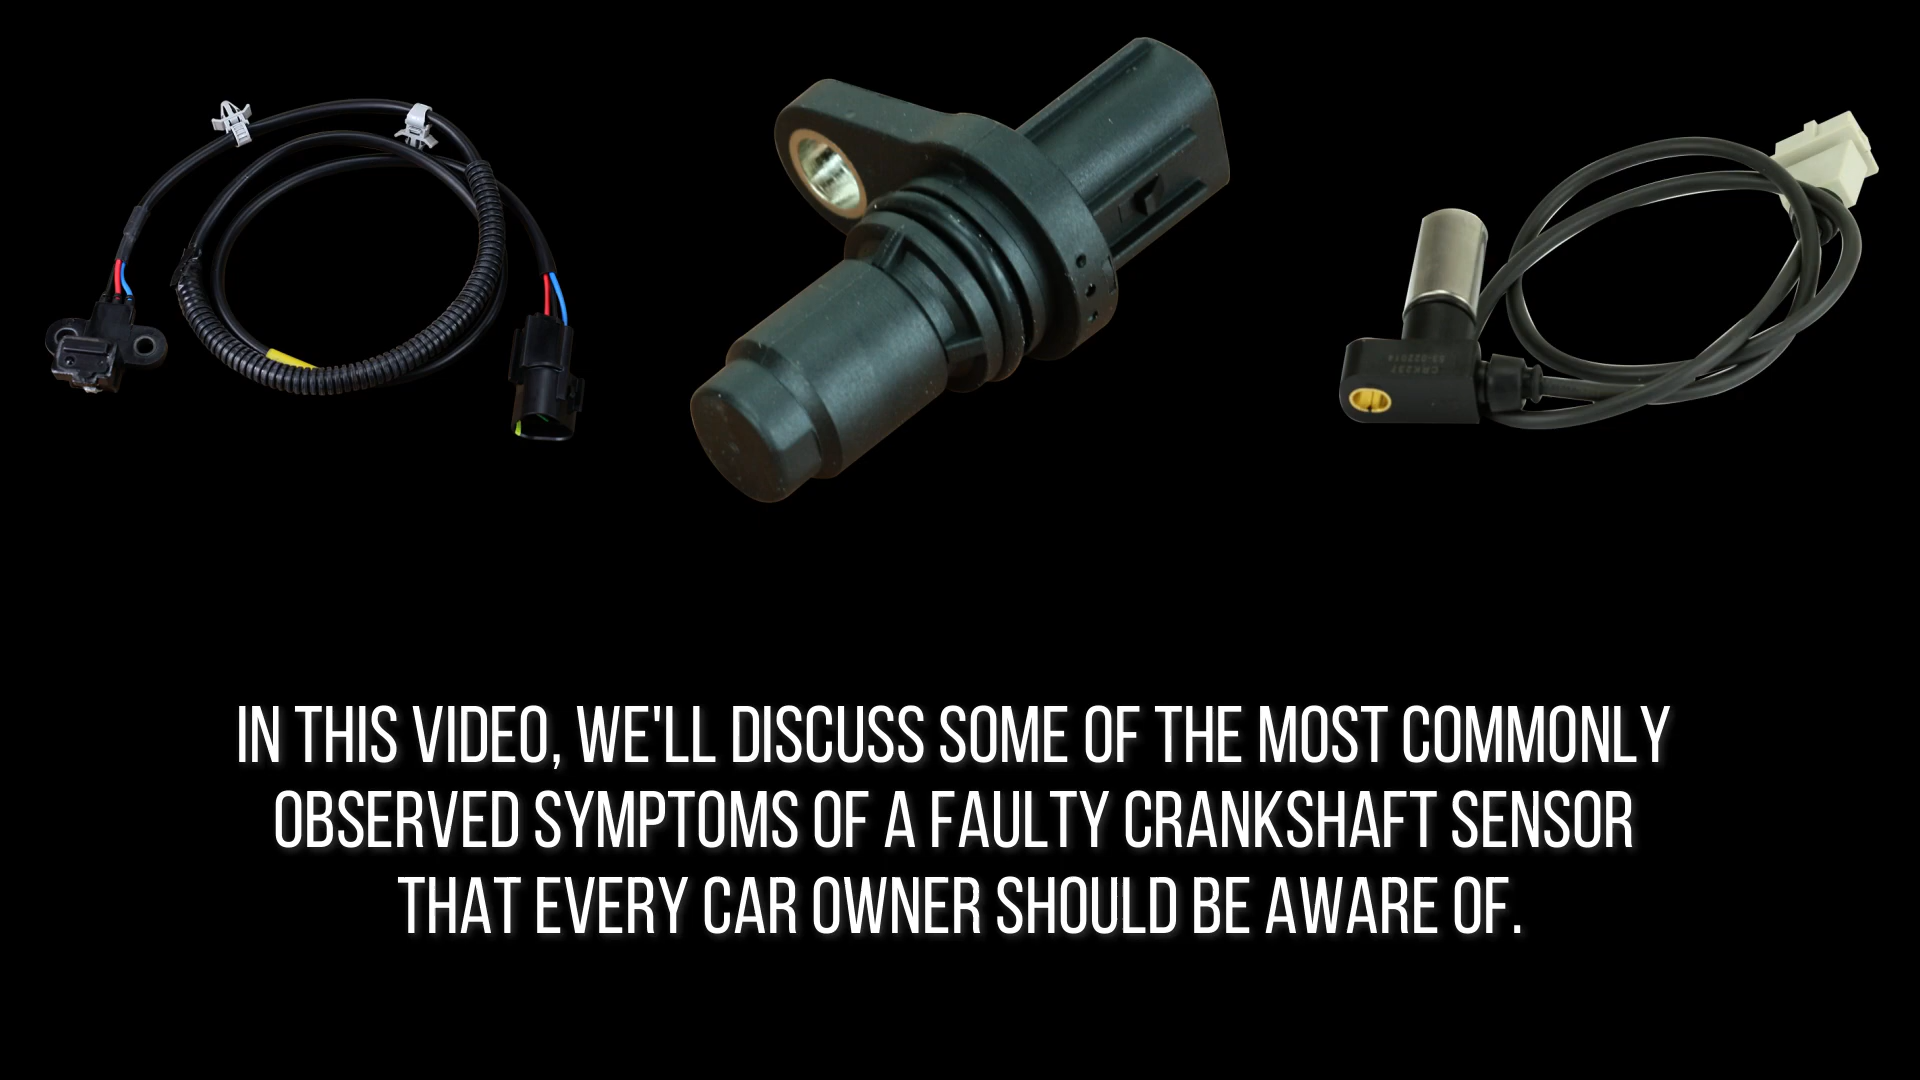 IN THIS VIDEO, WE'LL DISCUSS SOME OF THE MOST COMMONLY
OBSERVED SYMPTOMS OF A FAULTY CRANKSHAFT SENSOR
THAT EVERY CAR OWNER SHOULD BE AWARE OF.